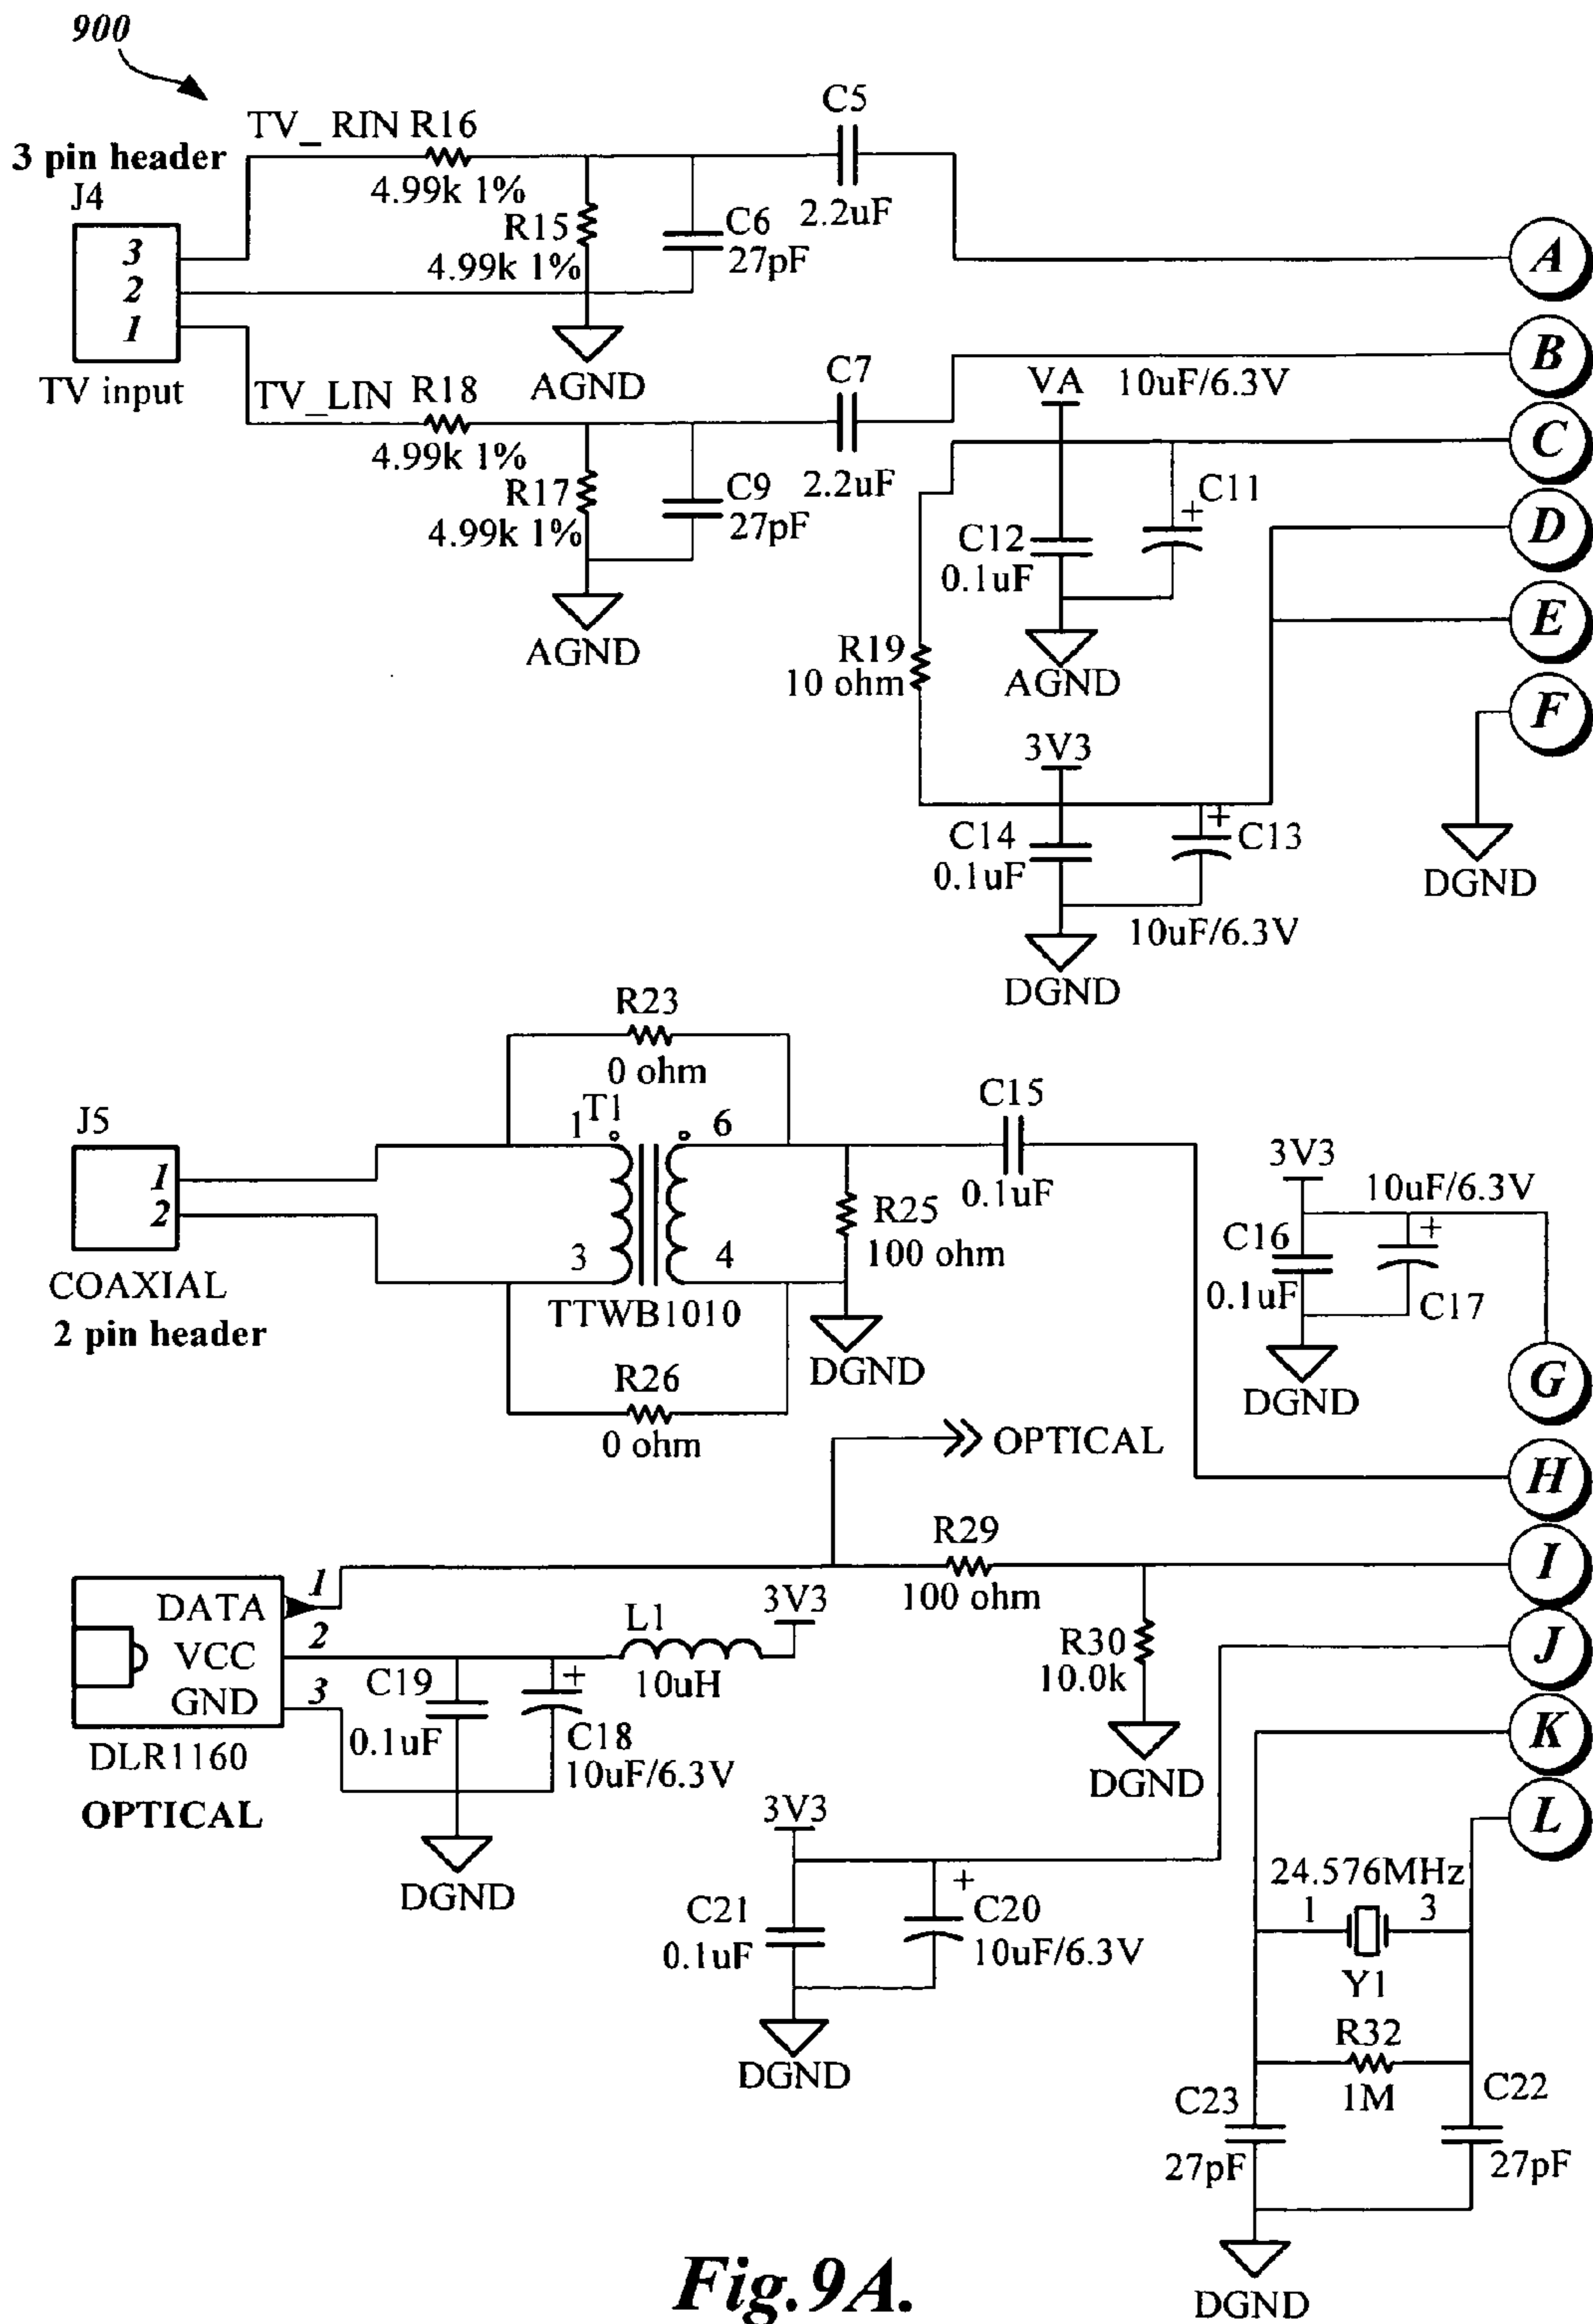 900
TV_RIN R16
C5
3 pin header
J4
4.99k 1%
2.2uF
R15
4.99k 1%
C6
27pF
3
2
1
A
AGND
TV input
TV_LIN R18
C7
VA
10uF/6.3V
B
4.99k 1%
2.2uF
C
R17
4.99k 1%
C9
27pF
C12
0.1uF
+
C11
D
AGND
R19
10 ohm
AGND
E
F
3V3
C14
0.1uF
+
C13
DGND
10uF/6.3V
DGND
R23
0 ohm
J5
1
T1
6
C15
0.1uF
3V3
10uF/6.3V
1
2
R25
100 ohm
C16
0.1uF
+
C17
3
4
COAXIAL
2 pin header
TTWB1010
DGND
R26
0 ohm
DGND
G
OPTICAL
H
R29
100 ohm
I
DATA
VCC
GND
1
2
3
L1
10uH
3V3
R30
10.0k
J
C19
0.1uF
+
C18
10uF/6.3V
K
DLR1160
OPTICAL
DGND
DGND
3V3
L
C21
0.1uF
+
C20
10uF/6.3V
24.576MHz
1
3
Y1
DGND
R32
1M
C23
27pF
C22
27pF
DGND
Fig.9A.